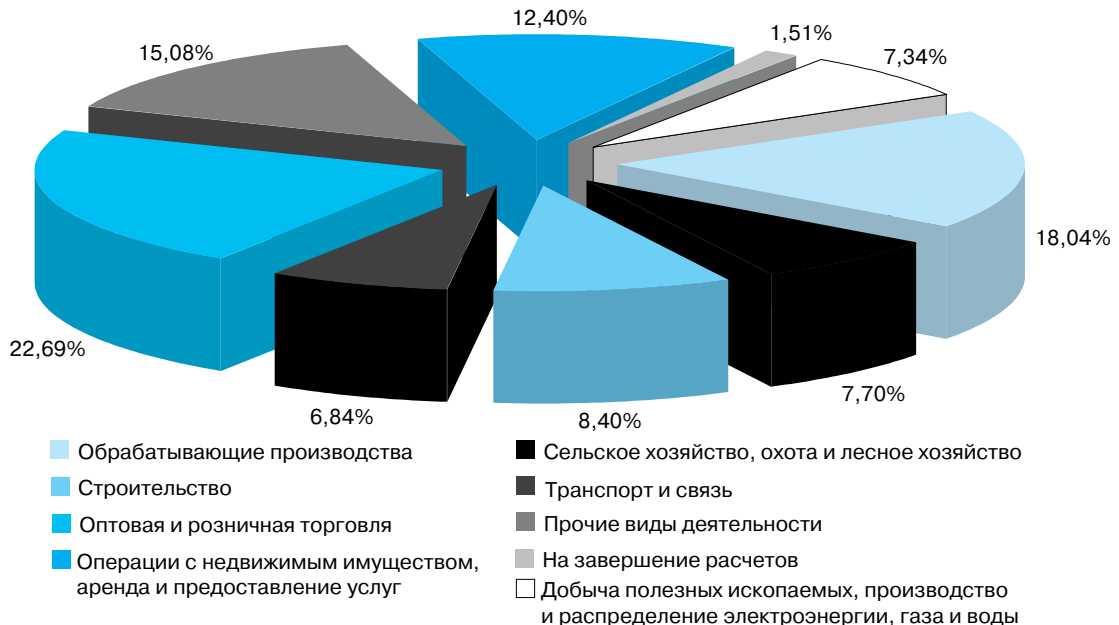 12,40%
1,51%
15,08%
7,34%
18,04%
22,69%
7,70%
6,84%
8,40%
Обрабатывающие производства
Строительство
Оптовая и розничная торговля
Операции с недвижимым имуществом,
аренда и предоставление услуг
Сельское хозяйство, охота и лесное хозяйство
Транспорт и связь
Прочие виды деятельности
На завершение расчетов
Добыча полезных ископаемых, производство
и распределение электроэнергии, газа и воды